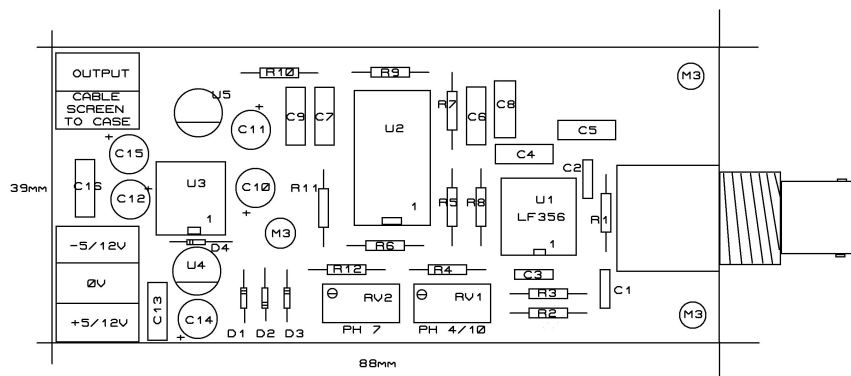 OUTPUT
CABLE
SCREEN
TO CASE
U5
R10
R9
M3
C11
C9
C7
U2
R7
C6
C8
C5
C15
C4
C2
39MM
C16
C12
U3
1
C10
R11
1
R5
R8
U1
LF356
1
R1
M3
-5/12V
D4
R6
U4
0V
R12
R4
C3
C1
R3
+5/12V
C13
C14
D1
D2
D3
RV2
PH 7
RV1
PH 4/10
R2
M3
88MM